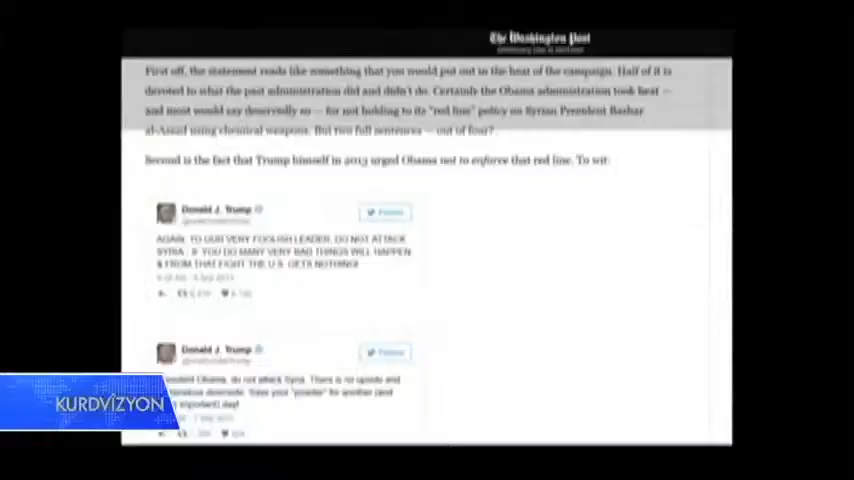 The Washington Post
First off, the statement reads like something that you would put out in the heat of the campaign. Half of it is
devoted to what the past administration did and didn't do. Certainly the Obama administration took heat —
and most would say deservedly so — for not holding to its "red line" policy on Syrian President Bashar
al-Assad using chemical weapons. But two full sentences — out of four?
Second is the fact that Trump himself in 2013 urged Obama not to enforce that red line. To wit:
Donald J. Trump
Follow
AGAIN, TO OUR VERY FOOLISH LEADER, DO NOT ATTACK
SYRIA - IF YOU DO MANY VERY BAD THINGS WILL HAPPEN
& FROM THAT FIGHT THE U.S. GETS NOTHING!
Donald J. Trump
Follow
Obama, do not attack Syria. There is no upside and
downside. Save your "powder" for another (and
important) day!
KURDVÎZYON